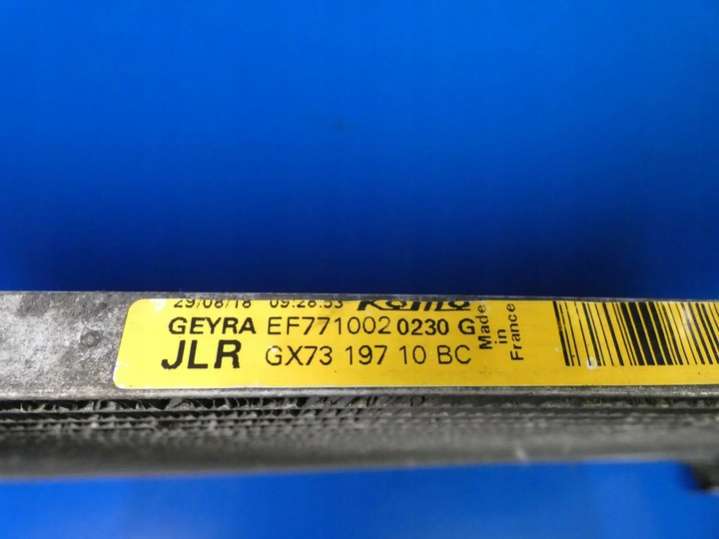 29/08/18 09:28:53
GEYRA EF771002 0230 G
JLR GX73 197 10 BC
Made
in
France